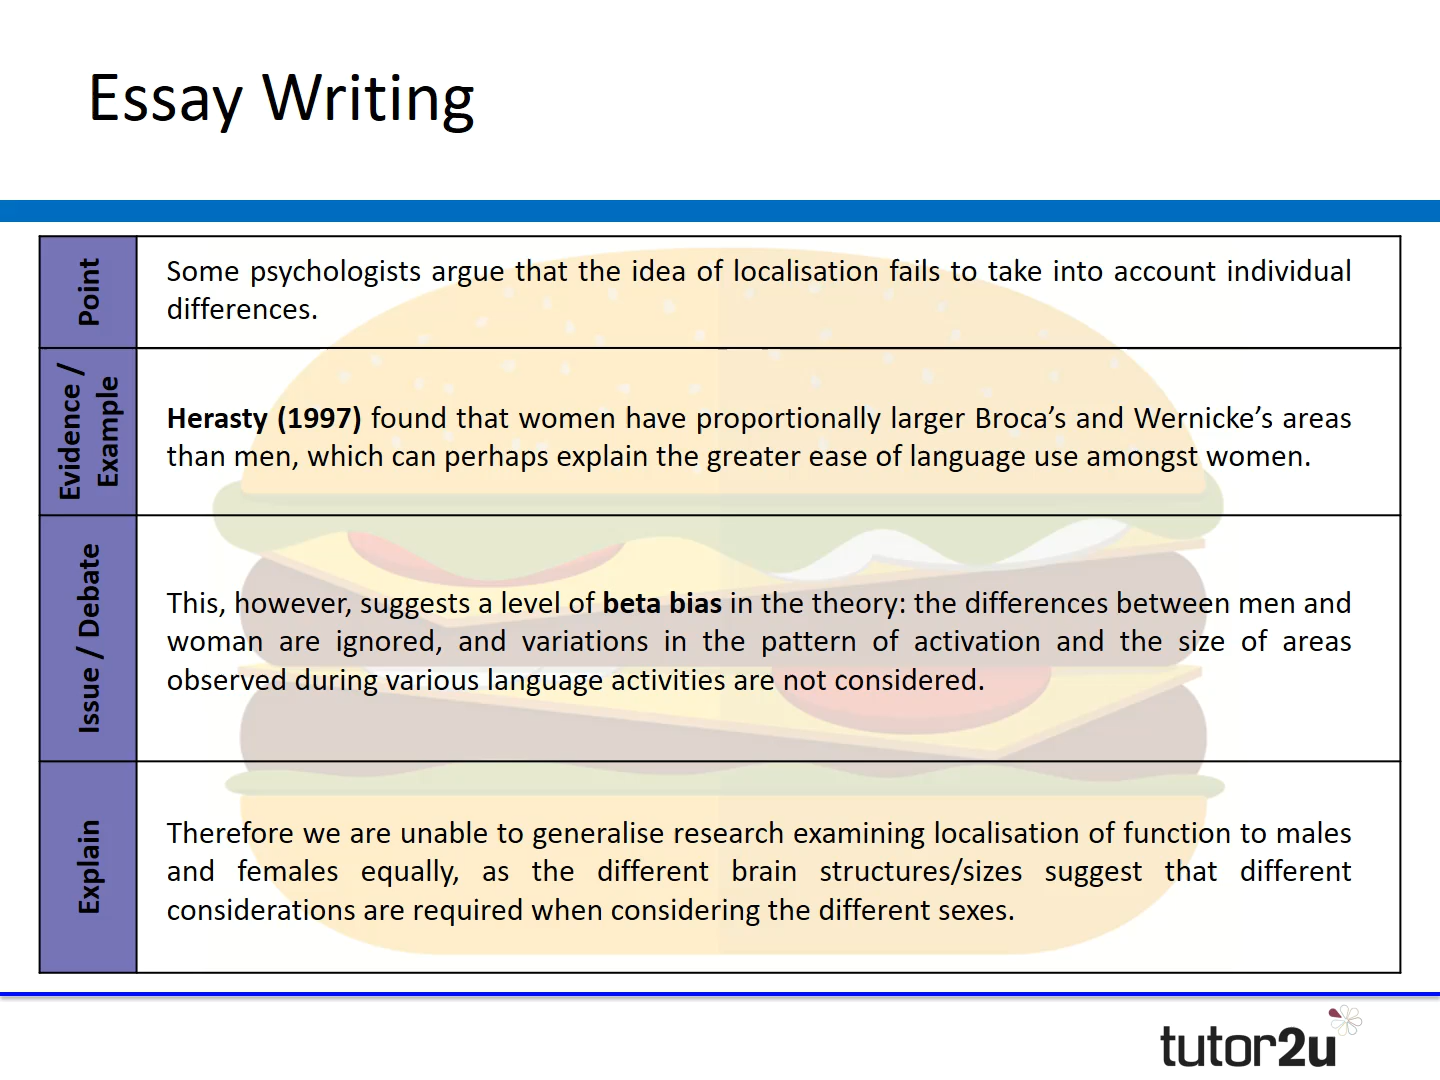 Essay Writing
Point
Some psychologists argue that the idea of localisation fails to take into account individual
differences.
Evidence /
Example
Herasty (1997) found that women have proportionally larger Broca’s and Wernicke’s areas
than men, which can perhaps explain the greater ease of language use amongst women.
Issue / Debate
This, however, suggests a level of beta bias in the theory: the differences between men and
woman are ignored, and variations in the pattern of activation and the size of areas
observed during various language activities are not considered.
Explain
Therefore we are unable to generalise research examining localisation of function to males
and females equally, as the different brain structures/sizes suggest that different
considerations are required when considering the different sexes.
tutor2u